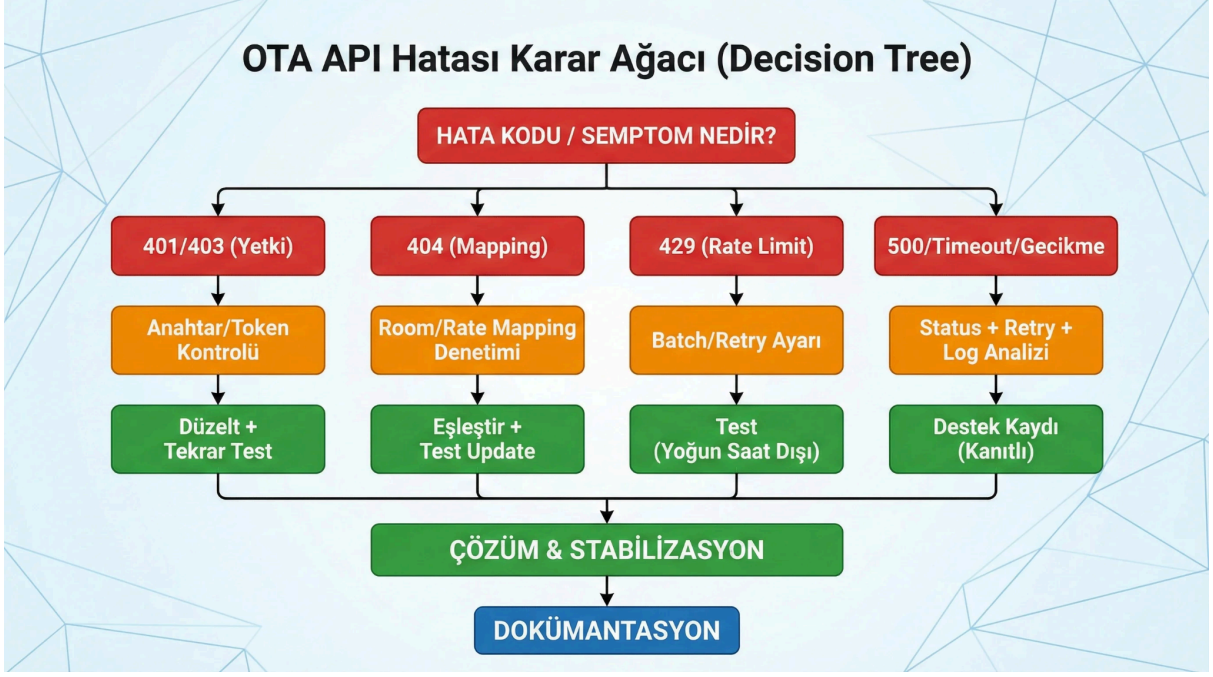 OTA API Hatası Karar Ağacı (Decision Tree)
HATA KODU / SEMPTOM NEDİR?
401/403 (Yetki)
404 (Mapping)
429 (Rate Limit)
500/Timeout/Gecikme
Anahtar/Token
Kontrolü
Room/Rate Mapping
Denetimi
Batch/Retry Ayarı
Status + Retry +
Log Analizi
Düzelt +
Tekrar Test
Eşleştir +
Test Update
Test
(Yoğun Saat Dışı)
Destek Kaydı
(Kanıtlı)
ÇÖZÜM & STABİLİZASYON
DOKÜMANTASYON